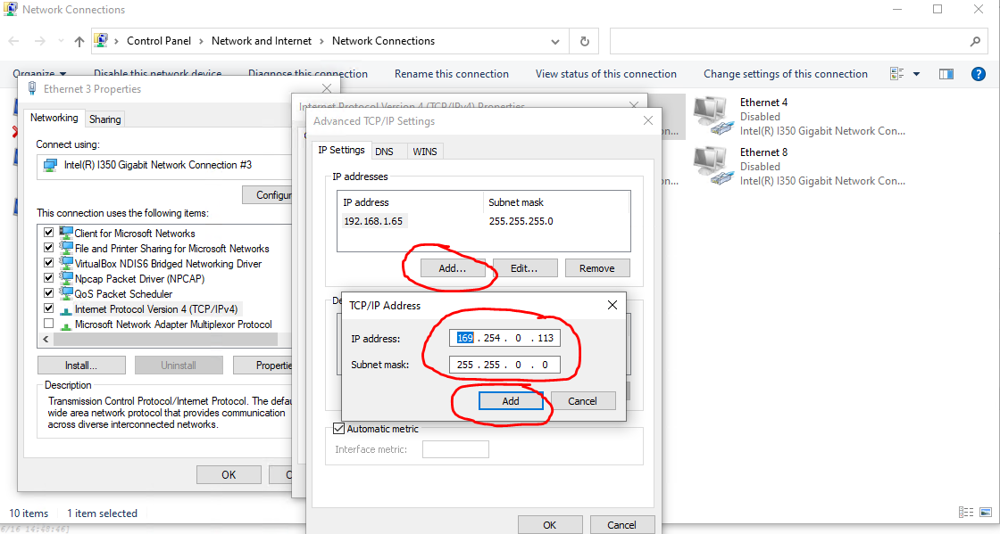 Network Connections
Control Panel > Network and Internet > Network Connections
Organize Disable this network device Diagnose this connection Rename this connection View status of this connection Change settings of this connection
Ethernet 3 Properties
Networking Sharing
Connect using:
Intel(R) I350 Gigabit Network Connection #3
Configur
This connection uses the following items:
Client for Microsoft Networks
File and Printer Sharing for Microsoft Networks
VirtualBox NDIS6 Bridged Networking Driver
Npcap Packet Driver (NPCAP)
QoS Packet Scheduler
Internet Protocol Version 4 (TCP/IPv4)
Microsoft Network Adapter Multiplexor Protocol
Install... Uninstall Propertie
Description
Transmission Control Protocol/Internet Protocol. The defau
wide area network protocol that provides communication
across diverse interconnected networks.
OK C
Internet Protocol Version 4 (TCP/IPv4) Properties
Advanced TCP/IP Settings
IP Settings DNS WINS
IP addresses
IP address Subnet mask
192.168.1.65 255.255.255.0
Add... Edit... Remove
De
TCP/IP Address
IP address: 169 . 254 . 0 . 113
Subnet mask: 255 . 255 . 0 . 0
Add Cancel
Automatic metric
Interface metric:
OK Cancel
on...
Ethernet 4
Disabled
Intel(R) I350 Gigabit Network Con...
Ethernet 8
Disabled
on... Intel(R) I350 Gigabit Network Con...
10 items 1 item selected
6/16 14:48:46]